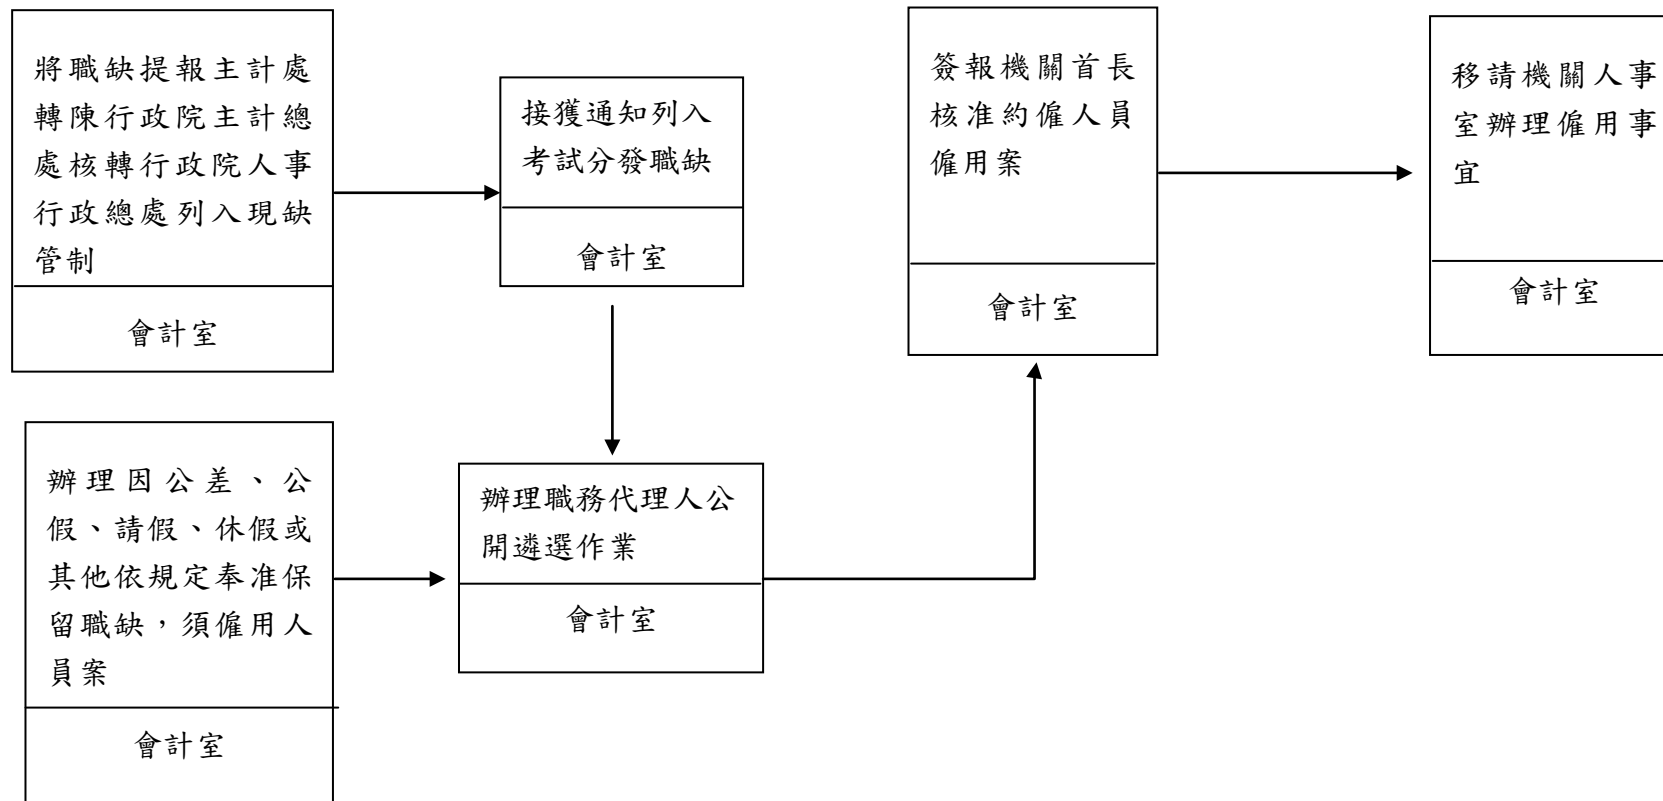 將職缺提報主計處
轉陳行政院主計總
處核轉行政院人事
行政總處列入現缺
管制
會計室
接獲通知列入
考試分發職缺
會計室
簽報機關首長
核准約僱人員
僱用案
會計室
移請機關人事
室辦理僱用事
宜
會計室
辦理因公差、公
假、請假、休假或
其他依規定奉准保
留職缺，須僱用人
員案
會計室
辦理職務代理人公
開遴選作業
會計室